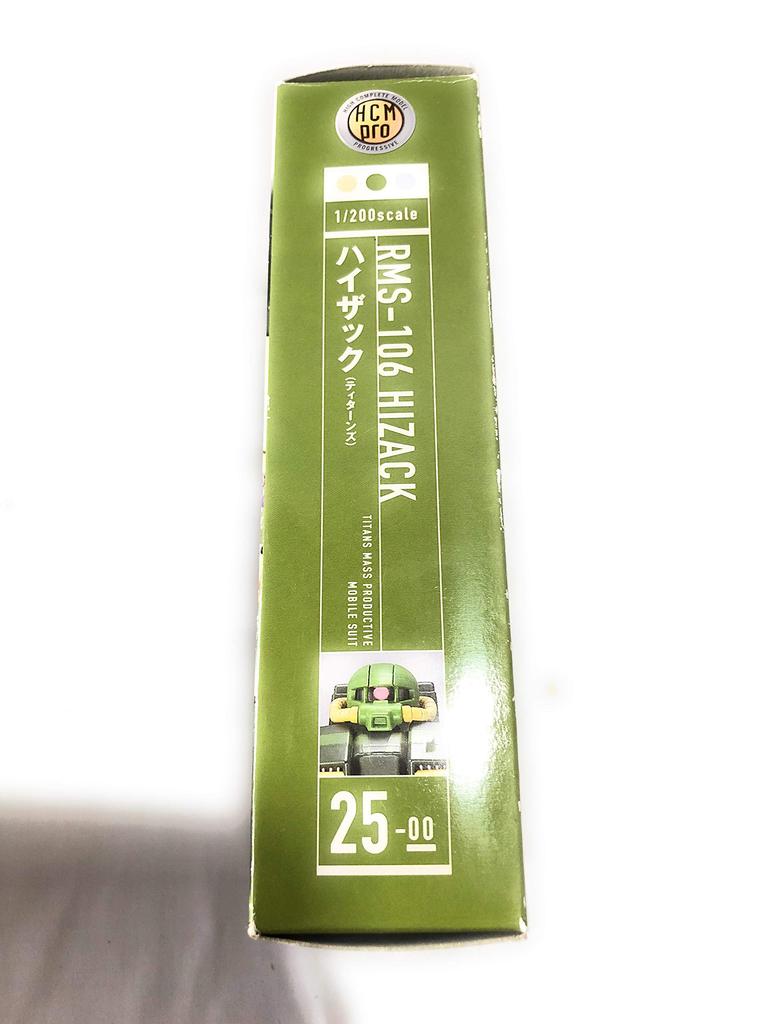 HIGH COMPLETE MODEL
HCM
pro
PROGRESSIVE
1/200scale
RMS-106 HIZACK
ハイザック(ティターンズ)
TITANS MASS PRODUCTIVE
MOBILE SUIT
25-00